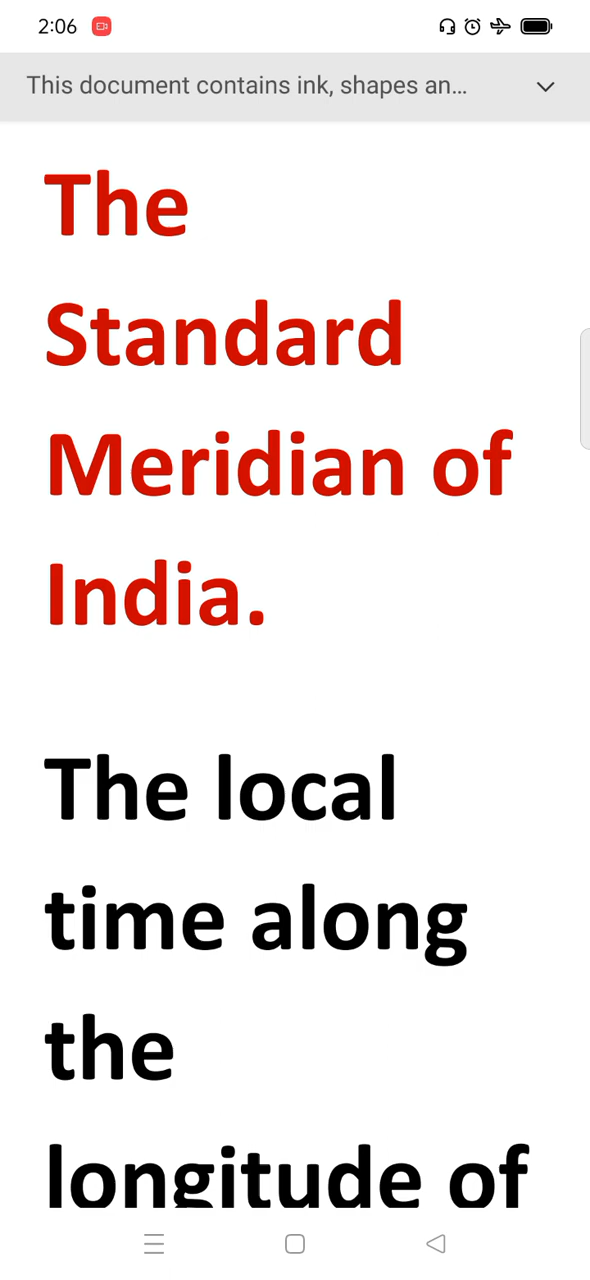 2:06
This document contains ink, shapes an...
The
Standard
Meridian of
India.
The local
time along
the
longitude of